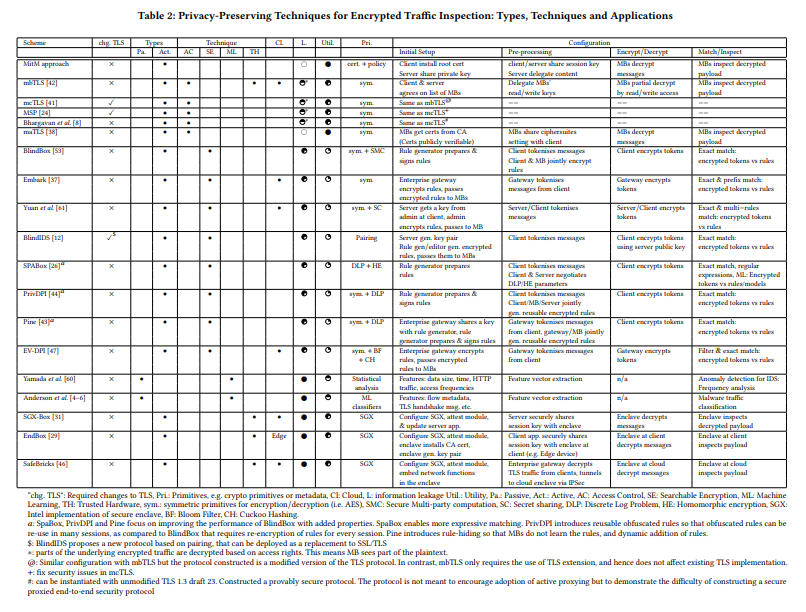 Table 2: Privacy-Preserving Techniques for Encrypted Traffic Inspection: Types, Techniques and Applications
Scheme chg. TLS Types Technique Cl. L. Util. Pri. Configuration
Pa. Act. AC SE ML TH Initial Setup Pre-processing Encrypt/Decrypt Match/Inspect
MitM approach × • ○ ● cert. + policy Client install root cert client/server share session key MBs decrypt MBs inspect decrypted
Server share private key Server delegate content messages payload
mbTLS [42] × • • • • sym. Client & server Delegate MBs' MBs partial decrypt MBs inspect decrypted
agrees on list of MBs read/write keys by read/write access payload
mcTLS [41] ✓ • • sym. Same as mbTLS@ −− −− −−
MSP [24] ✓ • • sym. Same as mcTLS+ −− −− −−
Bhargavan et al. [8] • • sym. Same as mcTLS# −− −− −−
maTLS [38] × • • ○ ● sym. MBs get certs from CA MBs share ciphersuites MBs decrypt MBs inspect decrypted
(Certs publicly verifiable) setting with client messages payload
BlindBox [53] × • • sym. + SMC Rule generator prepares & Client tokenises messages Client encrypts tokens Exact match:
signs rules Client & MB jointly encrypt encrypted tokens vs rules
rules
Embark [37] × • • • sym. Enterprise gateway Gateway tokenises Gateway encrypts Exact & prefix match:
encrypts rules, passes messages from client tokens encrypted tokens vs rules
encrypted rules to MBs
Yuan et al. [61] × • • • sym. + SC Server gets a key from Server/Client tokenises Server/Client encrypts Exact & multi−rules
admin at client, admin messages tokens match: encrypted tokens
encrypts rules, passes to MB vs rules
BlindIDS [12] ✓$ • • Pairing Server gen. key pair Client tokenises messages Client encrypts tokens Exact match:
Rule gen/editor gen. encrypted using server public key encrypted tokens vs rules
rules, passes them to MBs
SPABox [26]a × • • DLP + HE Rule generator prepares Client tokenises messages Client encrypts tokens Exact match, regular
rules Client & Server negotiates expressions, ML: Encrypted
DLP/HE parameters tokens vs rules/models
PrivDPI [44]a × • • sym. + DLP Rule generator prepares & Client tokenises messages Client encrypts tokens Exact match:
signs rules Client/MB/Server jointly encrypted tokens vs rules
gen. reusable encrypted rules
Pine [43]a × • • sym. + DLP Enterprise gateway shares a key Gateway tokenises messages Client encrypts tokens Exact match:
with rule generator, rule from client, gateway/MB jointly encrypted tokens vs rules
generator prepares & signs rules gen. reusable encrypted rules
EV-DPI [47] × • • • sym. + BF Enterprise gateway encrypts Gateway tokenises messages Gateway encrypts Filter & exact match:
+ CH rules, passes encrypted from client tokens encrypted tokens vs rules
rules to MBs
Yamada et al. [60] × • • ● Statistical Features: data size, time, HTTP Feature vector extraction n/a Anomaly detection for IDS:
analysis traffic, access frequencies Frequency analysis
Anderson et al. [4–6] × • • ● ML Features: flow metadata, Feature vector extraction n/a Malware traffic
classifiers TLS handshake msg. etc. classification
SGX-Box [31] × • • • ● SGX Configure SGX, attest module, Server securely shares Enclave decrypts Enclave inspects
& update server app. session key with enclave messages decrypted payload
EndBox [29] × • • Edge ● SGX Configure SGX, attest module, Client app. securely shares Enclave at client Enclave at client
enclave installs CA cert, session key with enclave at decrypts messages inspects payload
enclave gen. key pair client (e.g. Edge device)
SafeBricks [46] × • • • ● SGX Configure SGX, attest module, Enterprise gateway decrypts Enclave at cloud Enclave at cloud
embed network functions TLS traffic from clients, tunnels decrypt messages inspects payload
in the enclave to cloud enclave via IPSec
"chg. TLS": Required changes to TLS, Pri.: Primitives, e.g. crypto primitives or metadata, Cl: Cloud, L: information leakage Util.: Utility, Pa.: Passive, Act.: Active, AC: Access Control, SE: Searchable Encryption, ML: Machine
Learning, TH: Trusted Hardware, sym.: symmetric primitives for encryption/decryption (i.e. AES), SMC: Secure Multi-party computation, SC: Secret sharing, DLP: Discrete Log Problem, HE: Homomorphic encryption, SGX:
Intel implementation of secure enclave, BF: Bloom Filter, CH: Cuckoo Hashing.
a: SpaBox, PrivDPI and Pine focus on improving the performance of BlindBox with added properties. SpaBox enables more expressive matching. PrivDPI introduces reusable obfuscated rules so that obfuscated rules can be
re-use in many sessions, as compared to BlindBox that requires re-encryption of rules for every session. Pine introduces rule-hiding so that MBs do not learn the rules, and dynamic addition of rules.
$: BlindIDS proposes a new protocol based on pairing, that can be deployed as a replacement to SSL/TLS
∗: parts of the underlying encrypted traffic are decrypted based on access rights. This means MB sees part of the plaintext.
@: Similar configuration with mbTLS but the protocol constructed is a modified version of the TLS protocol. In contrast, mbTLS only requires the use of TLS extension, and hence does not affect existing TLS implementation.
+: fix security issues in mcTLS.
#: can be instantiated with unmodified TLS 1.3 draft 23. Constructed a provably secure protocol. The protocol is not meant to encourage adoption of active proxying but to demonstrate the difficulty of constructing a secure
proxied end-to-end security protocol